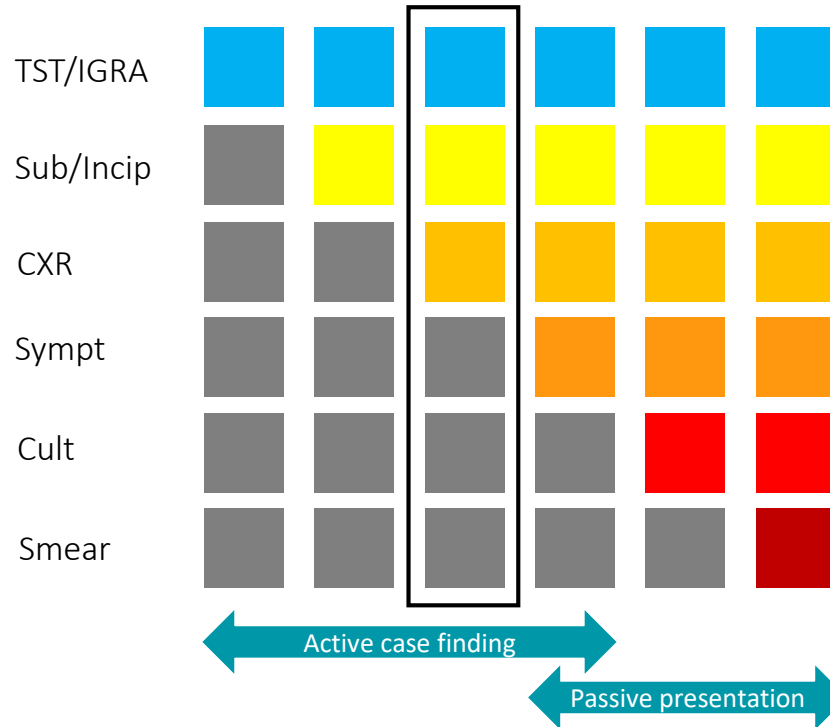 TST/IGRA
Sub/Incip
CXR
Sympt
Cult
Smear
Active case finding
Passive presentation